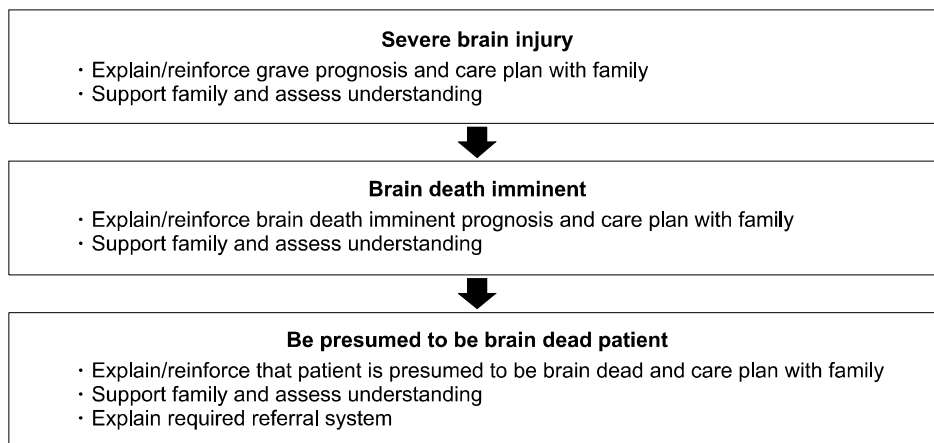 Severe brain injury
· Explain/reinforce grave prognosis and care plan with family
· Support family and assess understanding
Brain death imminent
· Explain/reinforce brain death imminent prognosis and care plan with family
· Support family and assess understanding
Be presumed to be brain dead patient
· Explain/reinforce that patient is presumed to be brain dead and care plan with family
· Support family and assess understanding
· Explain required referral system